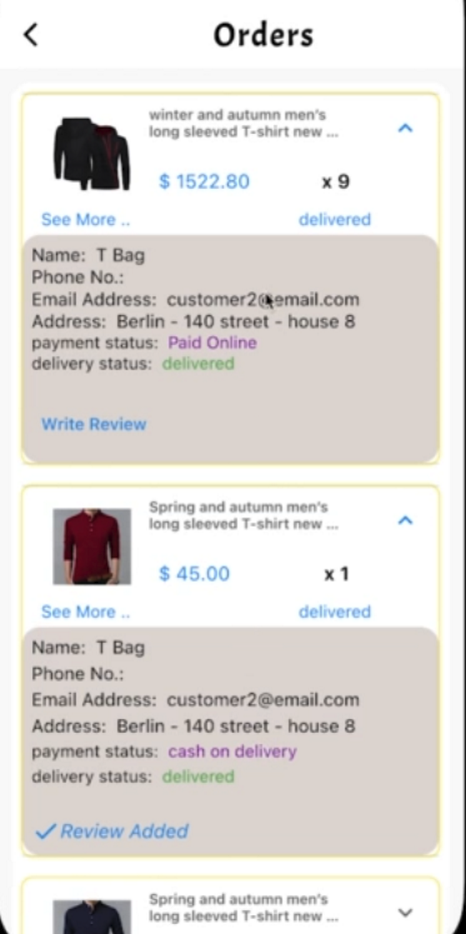 Orders
winter and autumn men's
long sleeved T-shirt new ...
$ 1522.80 x 9
See More .. delivered
Name: T Bag
Phone No.:
Email Address: customer2@email.com
Address: Berlin - 140 street - house 8
payment status: Paid Online
delivery status: delivered
Write Review
Spring and autumn men's
long sleeved T-shirt new ...
$ 45.00 x 1
See More .. delivered
Name: T Bag
Phone No.:
Email Address: customer2@email.com
Address: Berlin - 140 street - house 8
payment status: cash on delivery
delivery status: delivered
Review Added
Spring and autumn men's
long sleeved T-shirt new ...